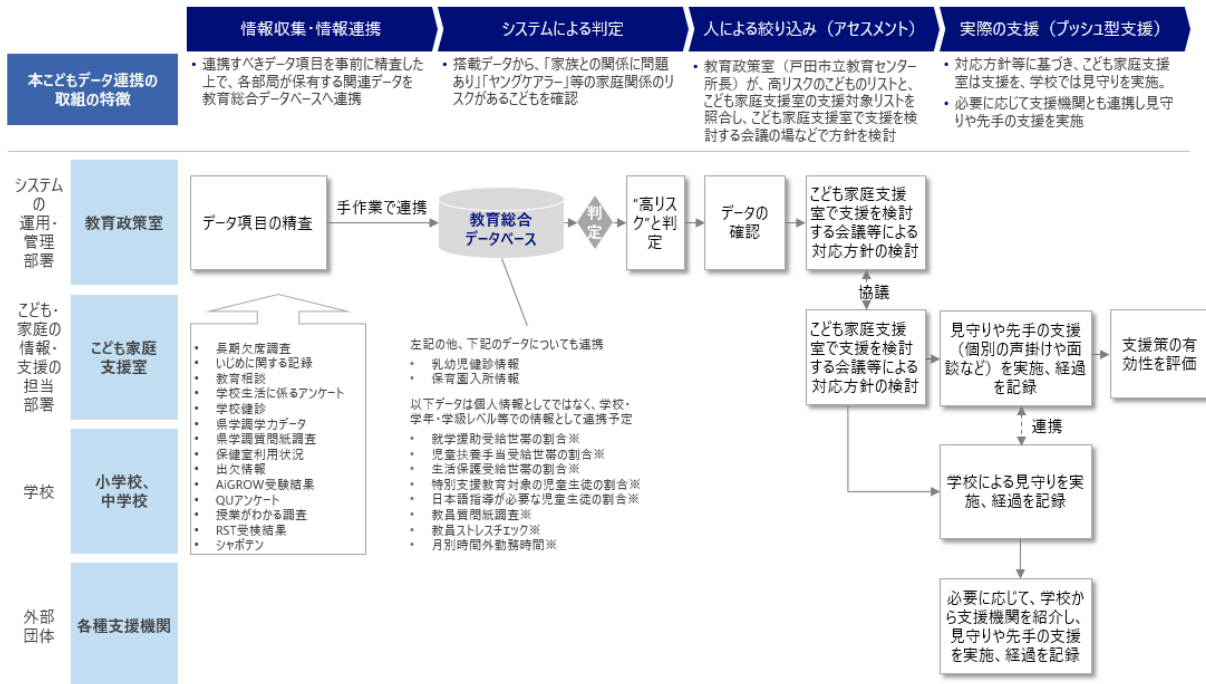 情報収集・情報連携
システムによる判定
人による絞り込み（アセスメント）
実際の支援（プッシュ型支援）
本こどもデータ連携の
取組の特徴
• 連携すべきデータ項目を事前に精査した
上で、各部局が保有する関連データを
教育総合データベースへ連携
• 搭載データから、「家族との関係に問題
あり」「ヤングケアラー」等の家庭関係のリ
スクがあるこどもを確認
• 教育政策室（戸田市立教育センター
所長）が、高リスクのこどものリストと、
こども家庭支援室の支援対象リストを
照合し、こども家庭支援室で支援を検
討する会議の場などで方針を検討
• 対応方針等に基づき、こども家庭支援
室は支援を、学校では見守りを実施。
• 必要に応じて支援機関とも連携し見守
りや先手の支援を実施
システム
の
運用・
管理
部署
教育政策室
データ項目の精査
手作業で連携
教育総合
データベース
判定
“高リス
ク”と判
定
データの
確認
こども家庭支援
室で支援を検討
する会議等による
対応方針の検討
協議
こども・
家庭の
情報・
支援の
担当
部署
こども家庭
支援室
• 長期欠席調査
• いじめに関する記録
• 教育相談
• 学校生活に係るアンケート
• 学校健診
• 県学調学力データ
• 県学調質問紙調査
• 保健室利用状況
• 出欠情報
• AiGROW受験結果
• QUアンケート
• 授業がわかる調査
• RST受検結果
• シャボテン
左記の他、下記のデータについても連携
• 乳幼児健診情報
• 保育園入所情報
以下データは個人情報としてではなく、学校・
学年・学級レベル等での情報として連携予定
• 就学援助受給世帯の割合※
• 児童扶養手当受給世帯の割合※
• 生活保護受給世帯の割合※
• 特別支援教育対象の児童生徒の割合※
• 日本語指導が必要な児童生徒の割合※
• 教員質問紙調査※
• 教員ストレスチェック※
• 月別時間外勤務時間※
こども家庭支援
室で支援を検討
する会議等による
対応方針の検討
見守りや先手の支援
（個別の声掛けや面
談など）を実施、経過
を記録
支援策の有
効性を評価
連携
学校
小学校、
中学校
学校による見守りを実
施、経過を記録
外部
団体
各種支援機関
必要に応じて、学校か
ら支援機関を紹介し、
見守りや先手の支援
を実施、経過を記録